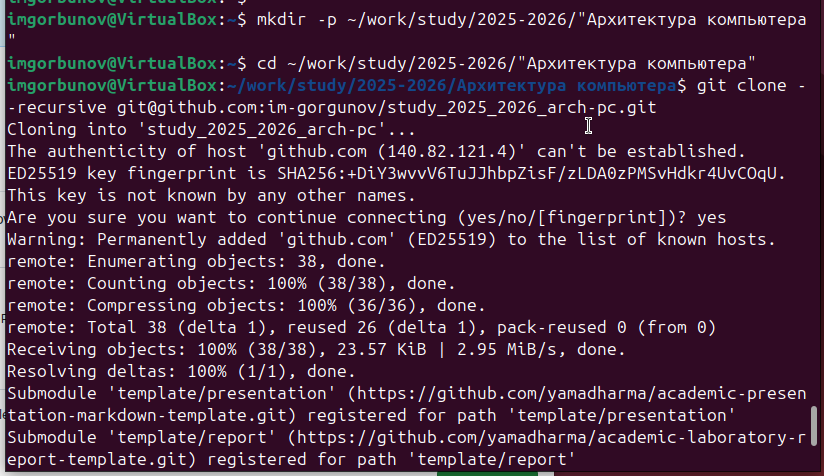 imgorbunov@VirtualBox:~$ mkdir -p ~/work/study/2025-2026/"Архитектура компьютера
"
imgorbunov@VirtualBox:~$ cd ~/work/study/2025-2026/"Архитектура компьютера"
imgorbunov@VirtualBox:~/work/study/2025-2026/Архитектура компьютера$ git clone -
-recursive git@github.com:im-gorgunov/study_2025_2026_arch-pc.git
Cloning into 'study_2025_2026_arch-pc'...
The authenticity of host 'github.com (140.82.121.4)' can't be established.
ED25519 key fingerprint is SHA256:+DiY3wvvV6TuJJhbpZisF/zLDA0zPMSvHdkr4UvCOqU.
This key is not known by any other names.
Are you sure you want to continue connecting (yes/no/[fingerprint])? yes
Warning: Permanently added 'github.com' (ED25519) to the list of known hosts.
remote: Enumerating objects: 38, done.
remote: Counting objects: 100% (38/38), done.
remote: Compressing objects: 100% (36/36), done.
remote: Total 38 (delta 1), reused 26 (delta 1), pack-reused 0 (from 0)
Receiving objects: 100% (38/38), 23.57 KiB | 2.95 MiB/s, done.
Resolving deltas: 100% (1/1), done.
Submodule 'template/presentation' (https://github.com/yamadharma/academic-presen
tation-markdown-template.git) registered for path 'template/presentation'
Submodule 'template/report' (https://github.com/yamadharma/academic-laboratory-r
eport-template.git) registered for path 'template/report'